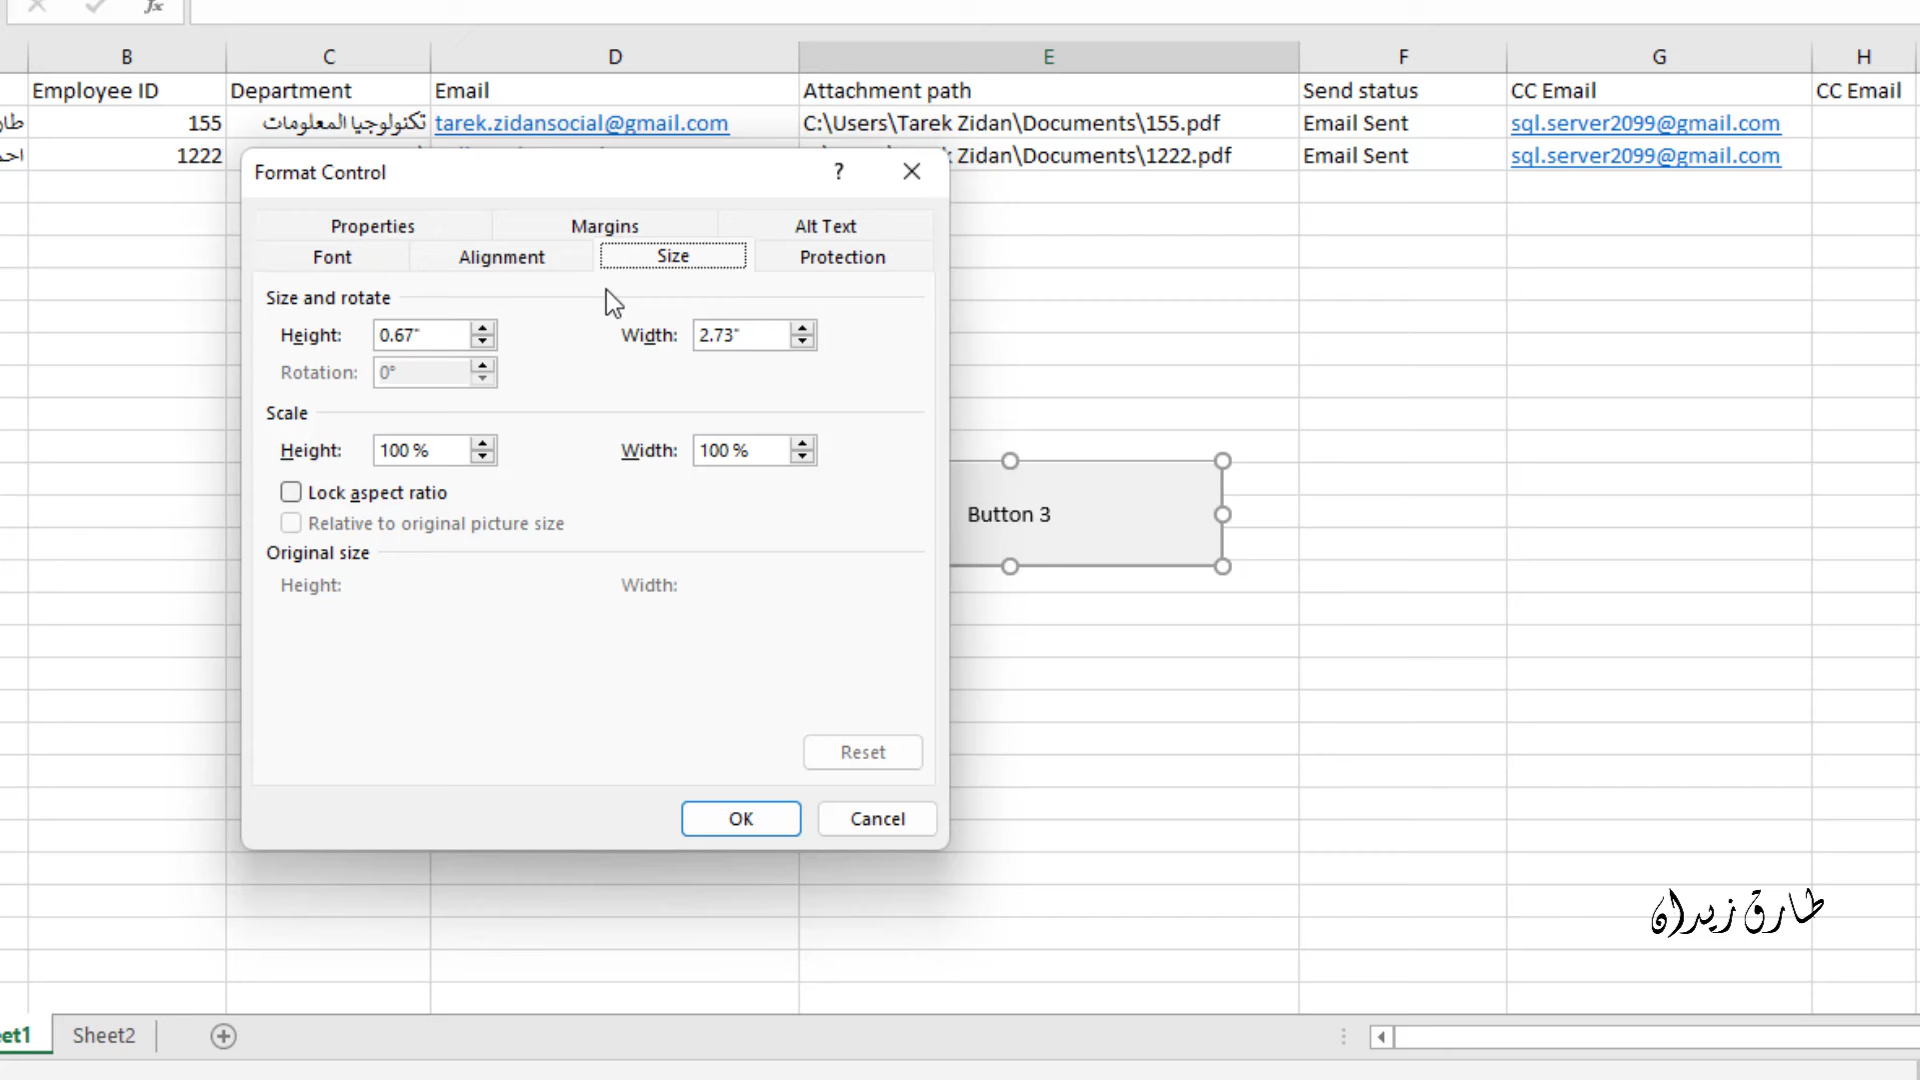 fx
B C D E F G H
Employee ID Department Email Attachment path Send status CC Email CC Email
155 تكنولوجيا المعلومات tarek.zidansocial@gmail.com C:\Users\Tarek Zidan\Documents\155.pdf Email Sent sql.server2099@gmail.com
1222 Zidan\Documents\1222.pdf Email Sent sql.server2099@gmail.com
Format Control ? ×
Properties Margins Alt Text
Font Alignment Size Protection
Size and rotate
Height: 0.67" Width: 2.73"
Rotation: 0°
Scale
Height: 100 % Width: 100 %
Lock aspect ratio
Relative to original picture size
Original size
Height: Width:
Reset
OK Cancel
Button 3
طارق زيدان
eet1 Sheet2